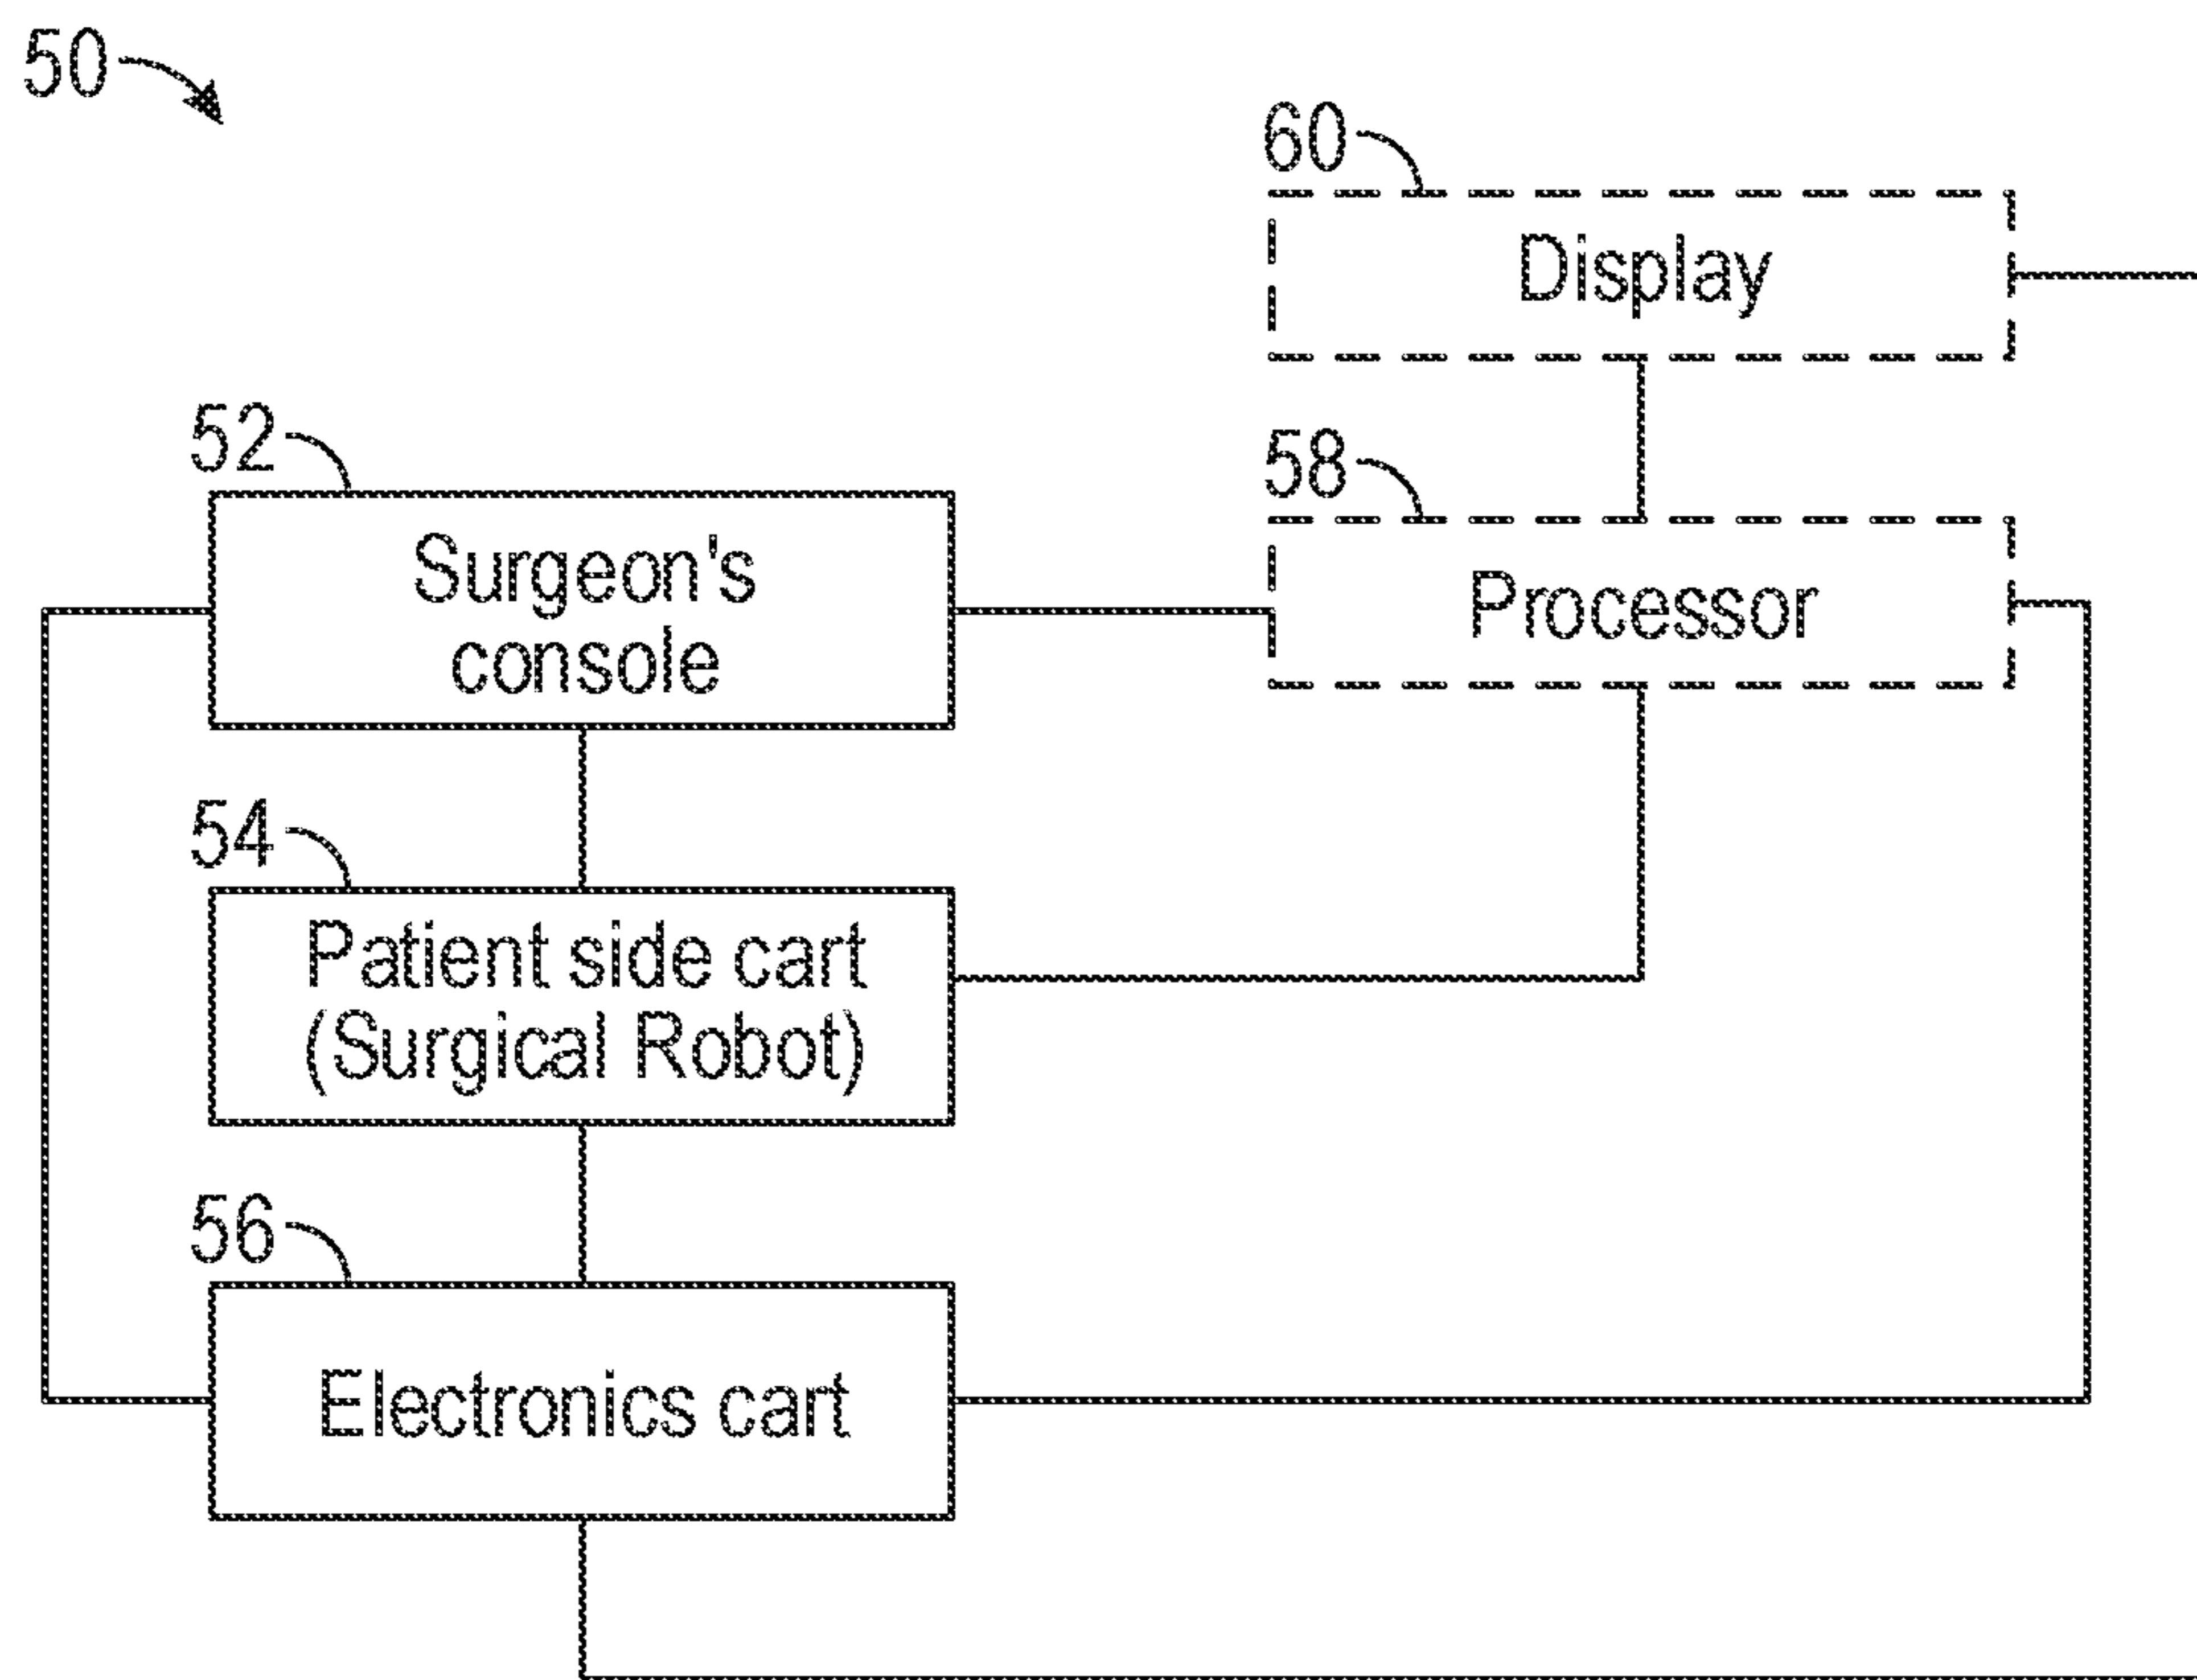 50
60
Display
52
58
Surgeon's
console
Processor
54
Patient side cart
(Surgical Robot)
56
Electronics cart